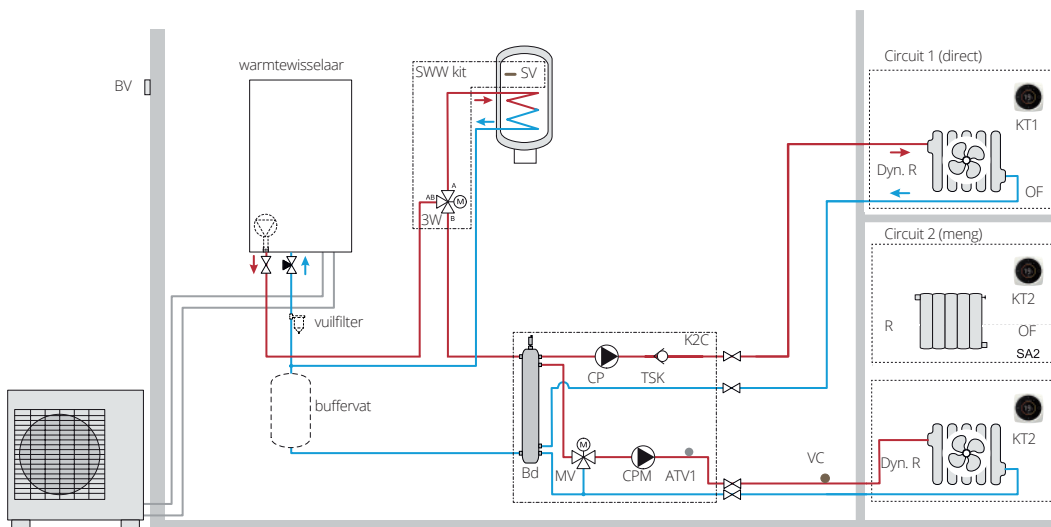 warmtewisselaar
BV
SWW kit
SV
A
AB
M
B
3W
vuilfilter
buffervat
K2C
CP
TSK
Bd
M
MV
CPM
ATV1
VC
Circuit 1 (direct)
KT1
Dyn. R
OF
Circuit 2 (meng)
KT2
R
OF
SA2
KT2
Dyn. R